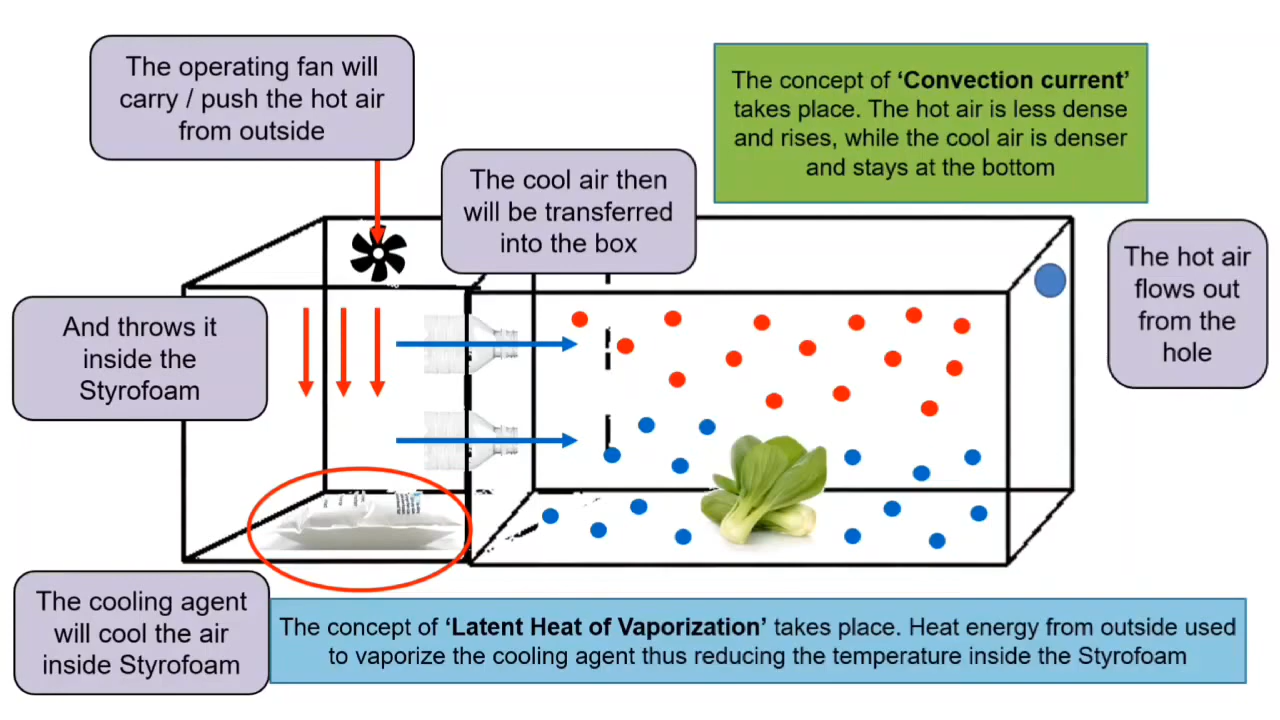 The operating fan will
carry / push the hot air
from outside
The concept of ‘Convection current’
takes place. The hot air is less dense
and rises, while the cool air is denser
and stays at the bottom
The cool air then
will be transferred
into the box
The hot air
flows out
from the
hole
And throws it
inside the
Styrofoam
The cooling agent
will cool the air
inside Styrofoam
The concept of ‘Latent Heat of Vaporization’ takes place. Heat energy from outside used
to vaporize the cooling agent thus reducing the temperature inside the Styrofoam